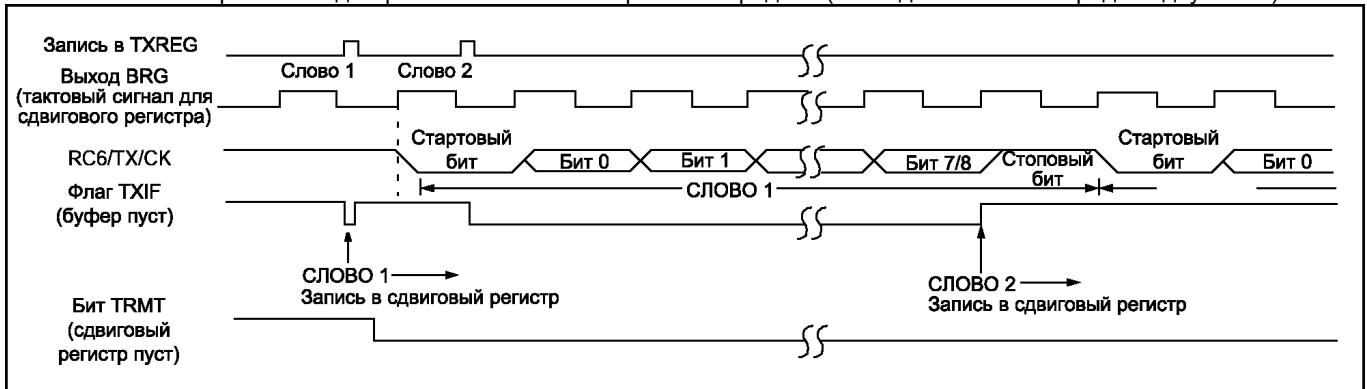 Запись в TXREG
Слово 1
Слово 2
Выход BRG
(тактовый сигнал для
сдвигового регистра)
RC6/TX/CK
Стартовый
бит
Бит 0
Бит 1
Бит 7/8
Стоповый
бит
Стартовый
бит
Бит 0
СЛОВО 1
Флаг TXIF
(буфер пуст)
СЛОВО 1
Запись в сдвиговый регистр
СЛОВО 2
Запись в сдвиговый регистр
Бит TRMT
(сдвиговый
регистр пуст)